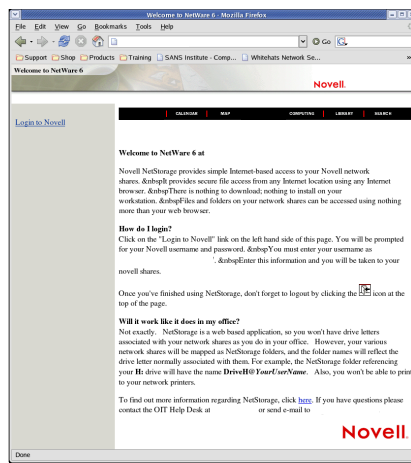 Welcome to NetWare 6 - Mozilla Firefox
File Edit View Go Bookmarks Tools Help
Go
Support Shop Products Training SANS Institute - Comp... Whitehats Network Se... »
Welcome to NetWare 6
Novell.
CALENDAR MAP COMPUTING LIBRARY SEARCH
Login to Novell
Welcome to NetWare 6 at
Novell NetStorage provides simple Internet-based access to your Novell network
shares. &nbspIt provides secure file access from any Internet location using any Internet
browser. &nbspThere is nothing to download; nothing to install on your
workstation. &nbspFiles and folders on your network shares can be accessed using nothing
more than your web browser.
How do I login?
Click on the "Login to Novell" link on the left hand side of this page. You will be prompted
for your Novell username and password. &nbspYou must enter your username as
'. &nbspEnter this information and you will be taken to your
novell shares.
Once you've finished using NetStorage, don't forget to logout by clicking the icon at the
top of the page.
Will it work like it does in my office?
Not exactly. NetStorage is a web based application, so you won't have drive letters
associated with your network shares as you do in your office. However, your various
network shares will be mapped as NetStorage folders, and the folder names will reflect the
drive letter normally associated with them. For example, the NetStorage folder referencing
your H: drive will have the name DriveH@YourUserName. Also, you won't be able to print
to your network printers.
To find out more information regarding NetStorage, click here. If you have questions please
contact the OIT Help Desk at or send e-mail to
Novell.
Done